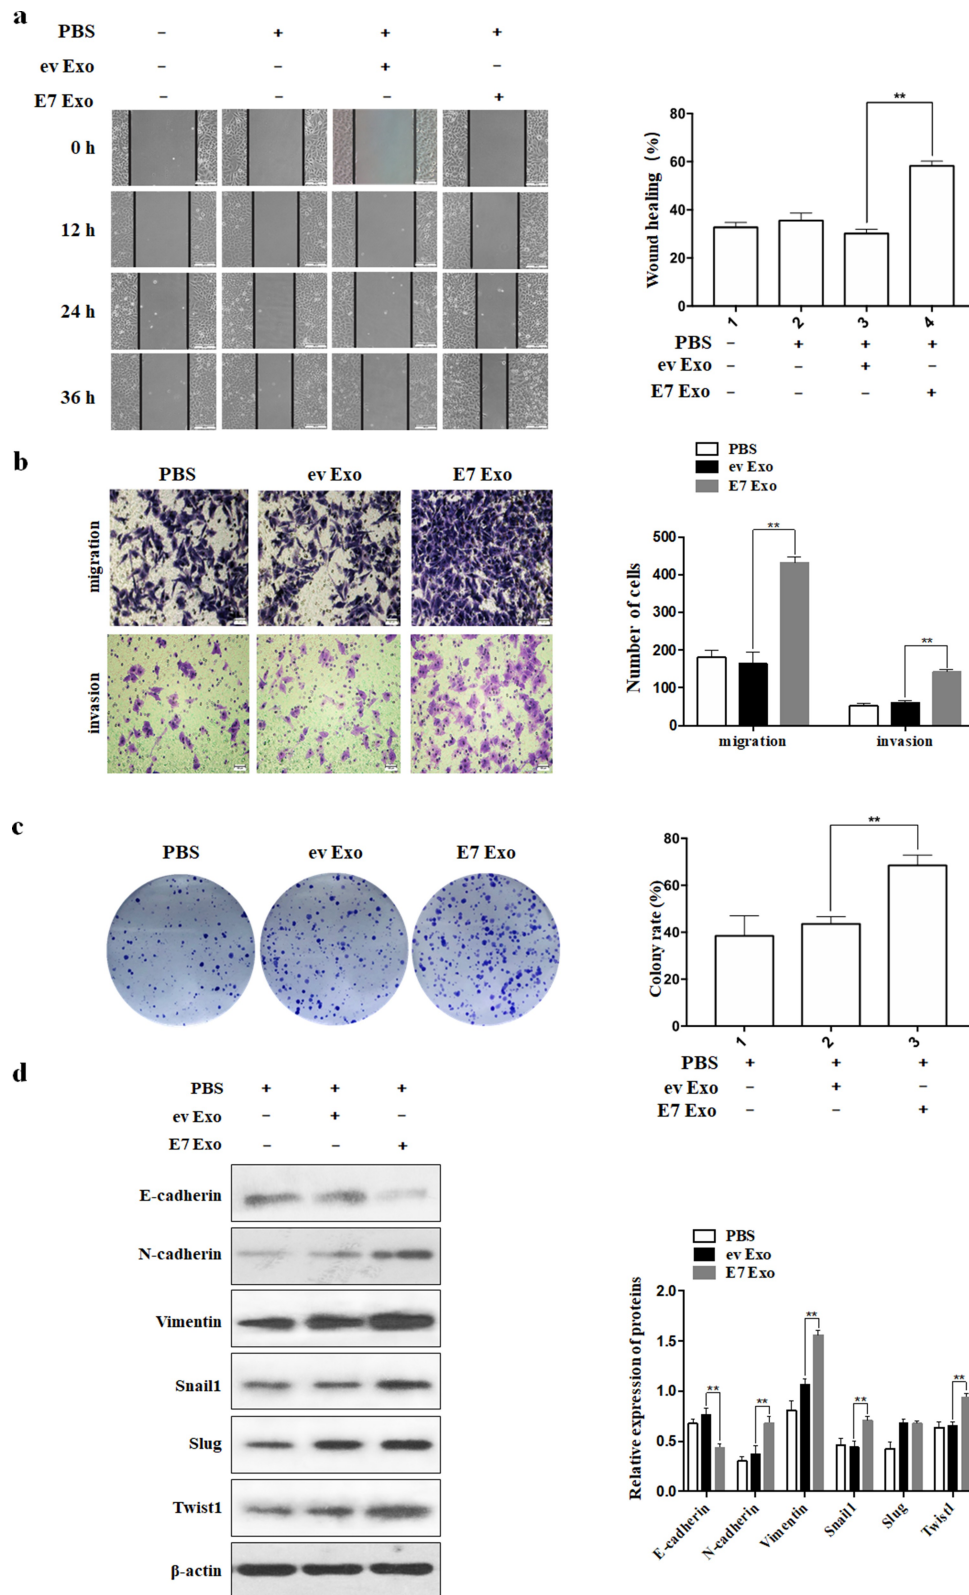 a
PBS - + + +
ev Exo - - + -
E7 Exo - - - +
0 h
12 h
24 h
36 h
**
Wound healing (%)
80
60
40
20
0
1 2 3 4
PBS - + + +
ev Exo - - + -
E7 Exo - - - +
b
PBS ev Exo E7 Exo
migration
invasion
PBS
ev Exo
E7 Exo
**
**
Number of cells
500
400
300
200
100
0
migration invasion
c
PBS ev Exo E7 Exo
**
Colony rate (%)
80
60
40
20
0
1 2 3
PBS + + +
ev Exo - + -
E7 Exo - - +
d
PBS + + +
ev Exo - + -
E7 Exo - - +
E-cadherin
N-cadherin
Vimentin
Snail1
Slug
Twist1
β-actin
PBS
ev Exo
E7 Exo
Relative expression of proteins
2.0
1.5
1.0
0.5
0.0
** ** ** ** **
E-cadherin N-cadherin Vimentin Snail1 Slug Twist1